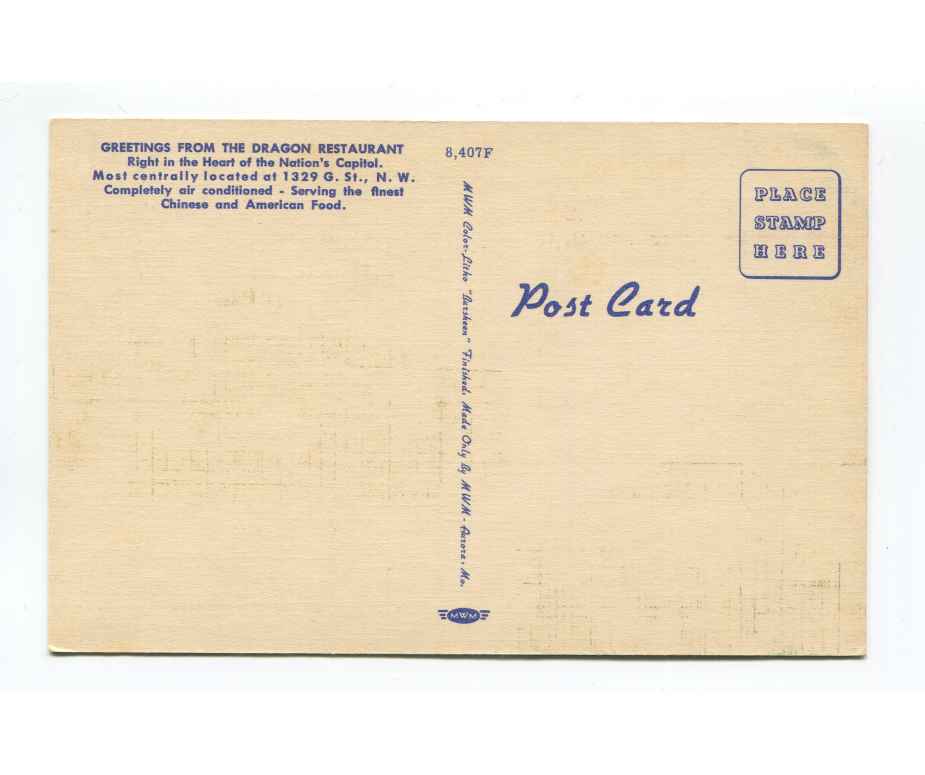 GREETINGS FROM THE DRAGON RESTAURANT
Right in the Heart of the Nation's Capitol.
Most centrally located at 1329 G. St., N. W.
Completely air conditioned - Serving the finest
Chinese and American Food.
8,407F
MWM Color-Litho "Darsheen" Finished. Made Only By MWM - Aurora, Mo.
MWM
PLACE
STAMP
HERE
Post Card